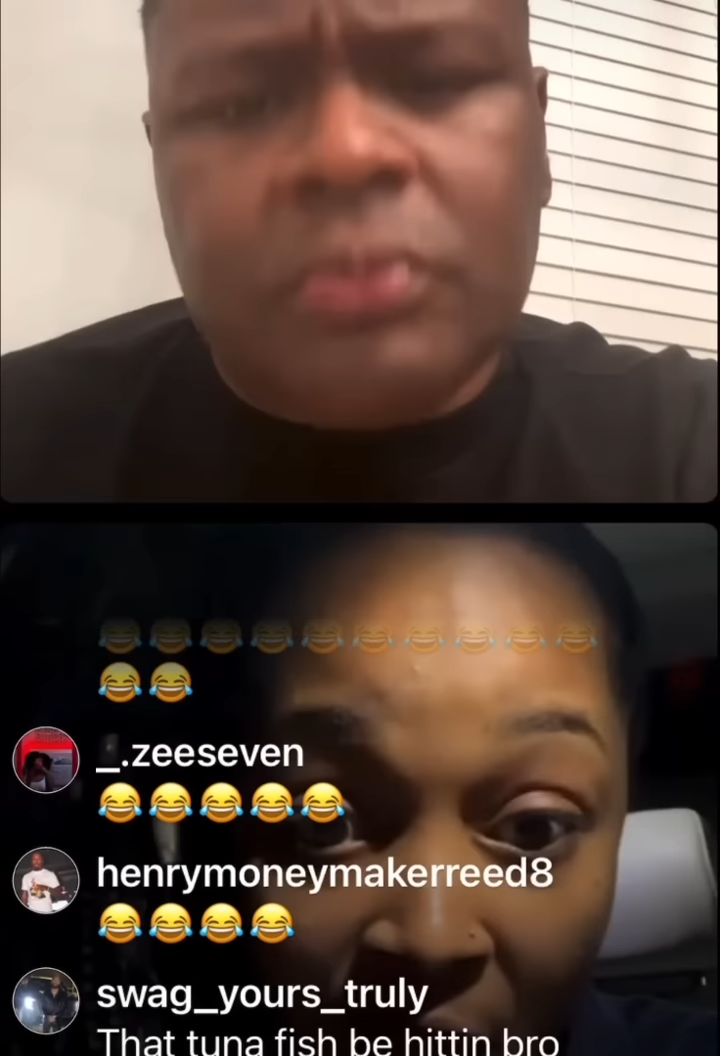 😂😂😂😂😂😂😂😂😂😂
😂😂
_.zeeseven
😂😂😂😂😂
henrymoneymakerreed8
😂😂😂😂
swag_yours_truly
That tuna fish be hittin bro